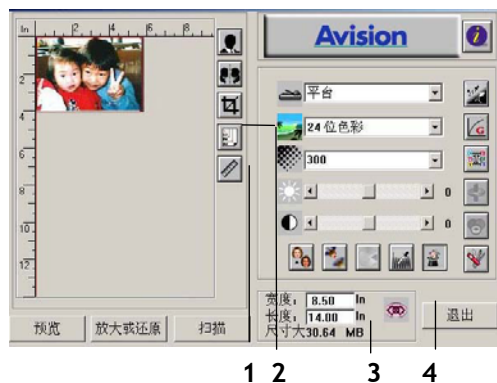 In 2 4 6 8
Avision
2
4
6
8
10
12
平台
24 位色彩
G
300
0
0
宽度: 8.50 In
长度: 14.00 In
尺寸大30.64 MB
预览 放大或还原 扫描
退出
1 2 3 4